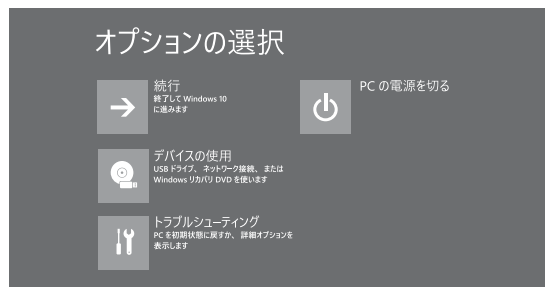 オプションの選択
続行
終了して Windows 10
に進みます
PC の電源を切る
デバイスの使用
USB ドライブ、ネットワーク接続、または
Windows リカバリ DVD を使います
トラブルシューティング
PC を初期状態に戻すか、詳細オプションを
表示します